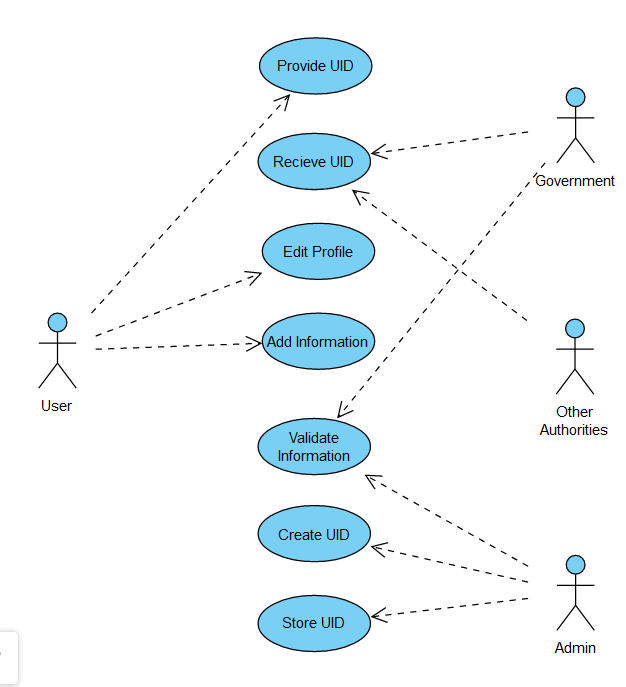 Provide UID
Recieve UID
Government
Edit Profile
Add Information
User
Other
Authorities
Validate
Information
Create UID
Store UID
Admin